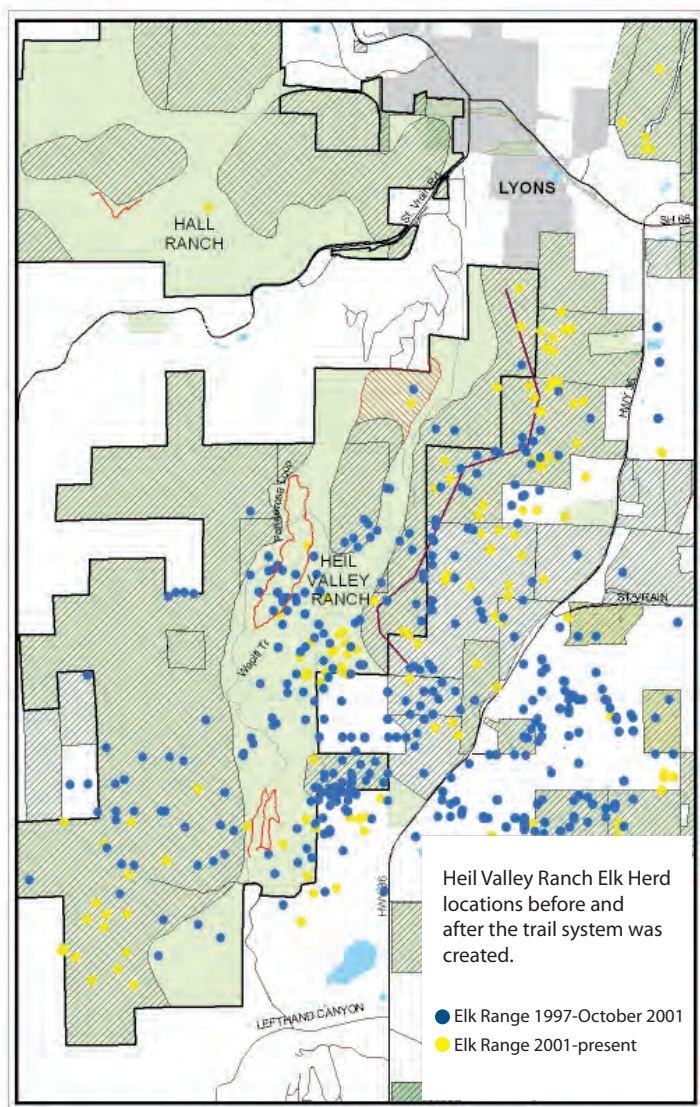 LYONS
St. Vrain Rd
SH 66
HALL
RANCH
HWY 36
Ponderosa Loop
HEIL
VALLEY
RANCH
ST VRAIN
Wapiti Tr
HWY 36
LEFTHAND CANYON
Heil Valley Ranch Elk Herd
locations before and
after the trail system was
created.
Elk Range 1997-October 2001
Elk Range 2001-present